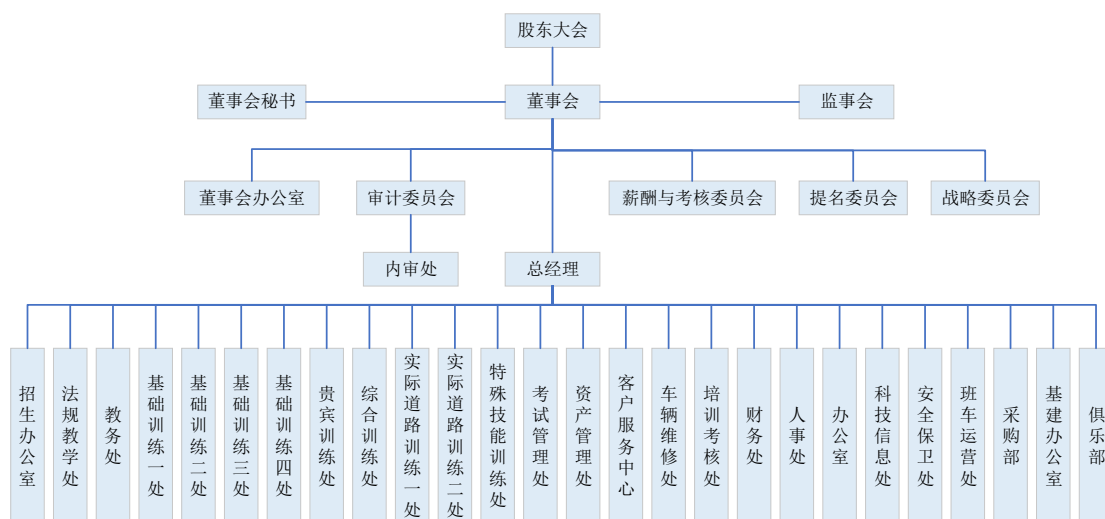 股东大会
董事会秘书
董事会
监事会
董事会办公室
审计委员会
薪酬与考核委员会
提名委员会
战略委员会
内审处
总经理
招生办公室
法规教学处
教务处
基础训练一处
基础训练二处
基础训练三处
基础训练四处
贵宾训练处
综合训练处
实际道路训练一处
实际道路训练二处
特殊技能训练处
考试管理处
资产管理处
客户服务中心
车辆维修处
培训考核处
财务处
人事处
办公室
科技信息处
安全保卫处
班车运营处
采购部
基建办公室
俱乐部